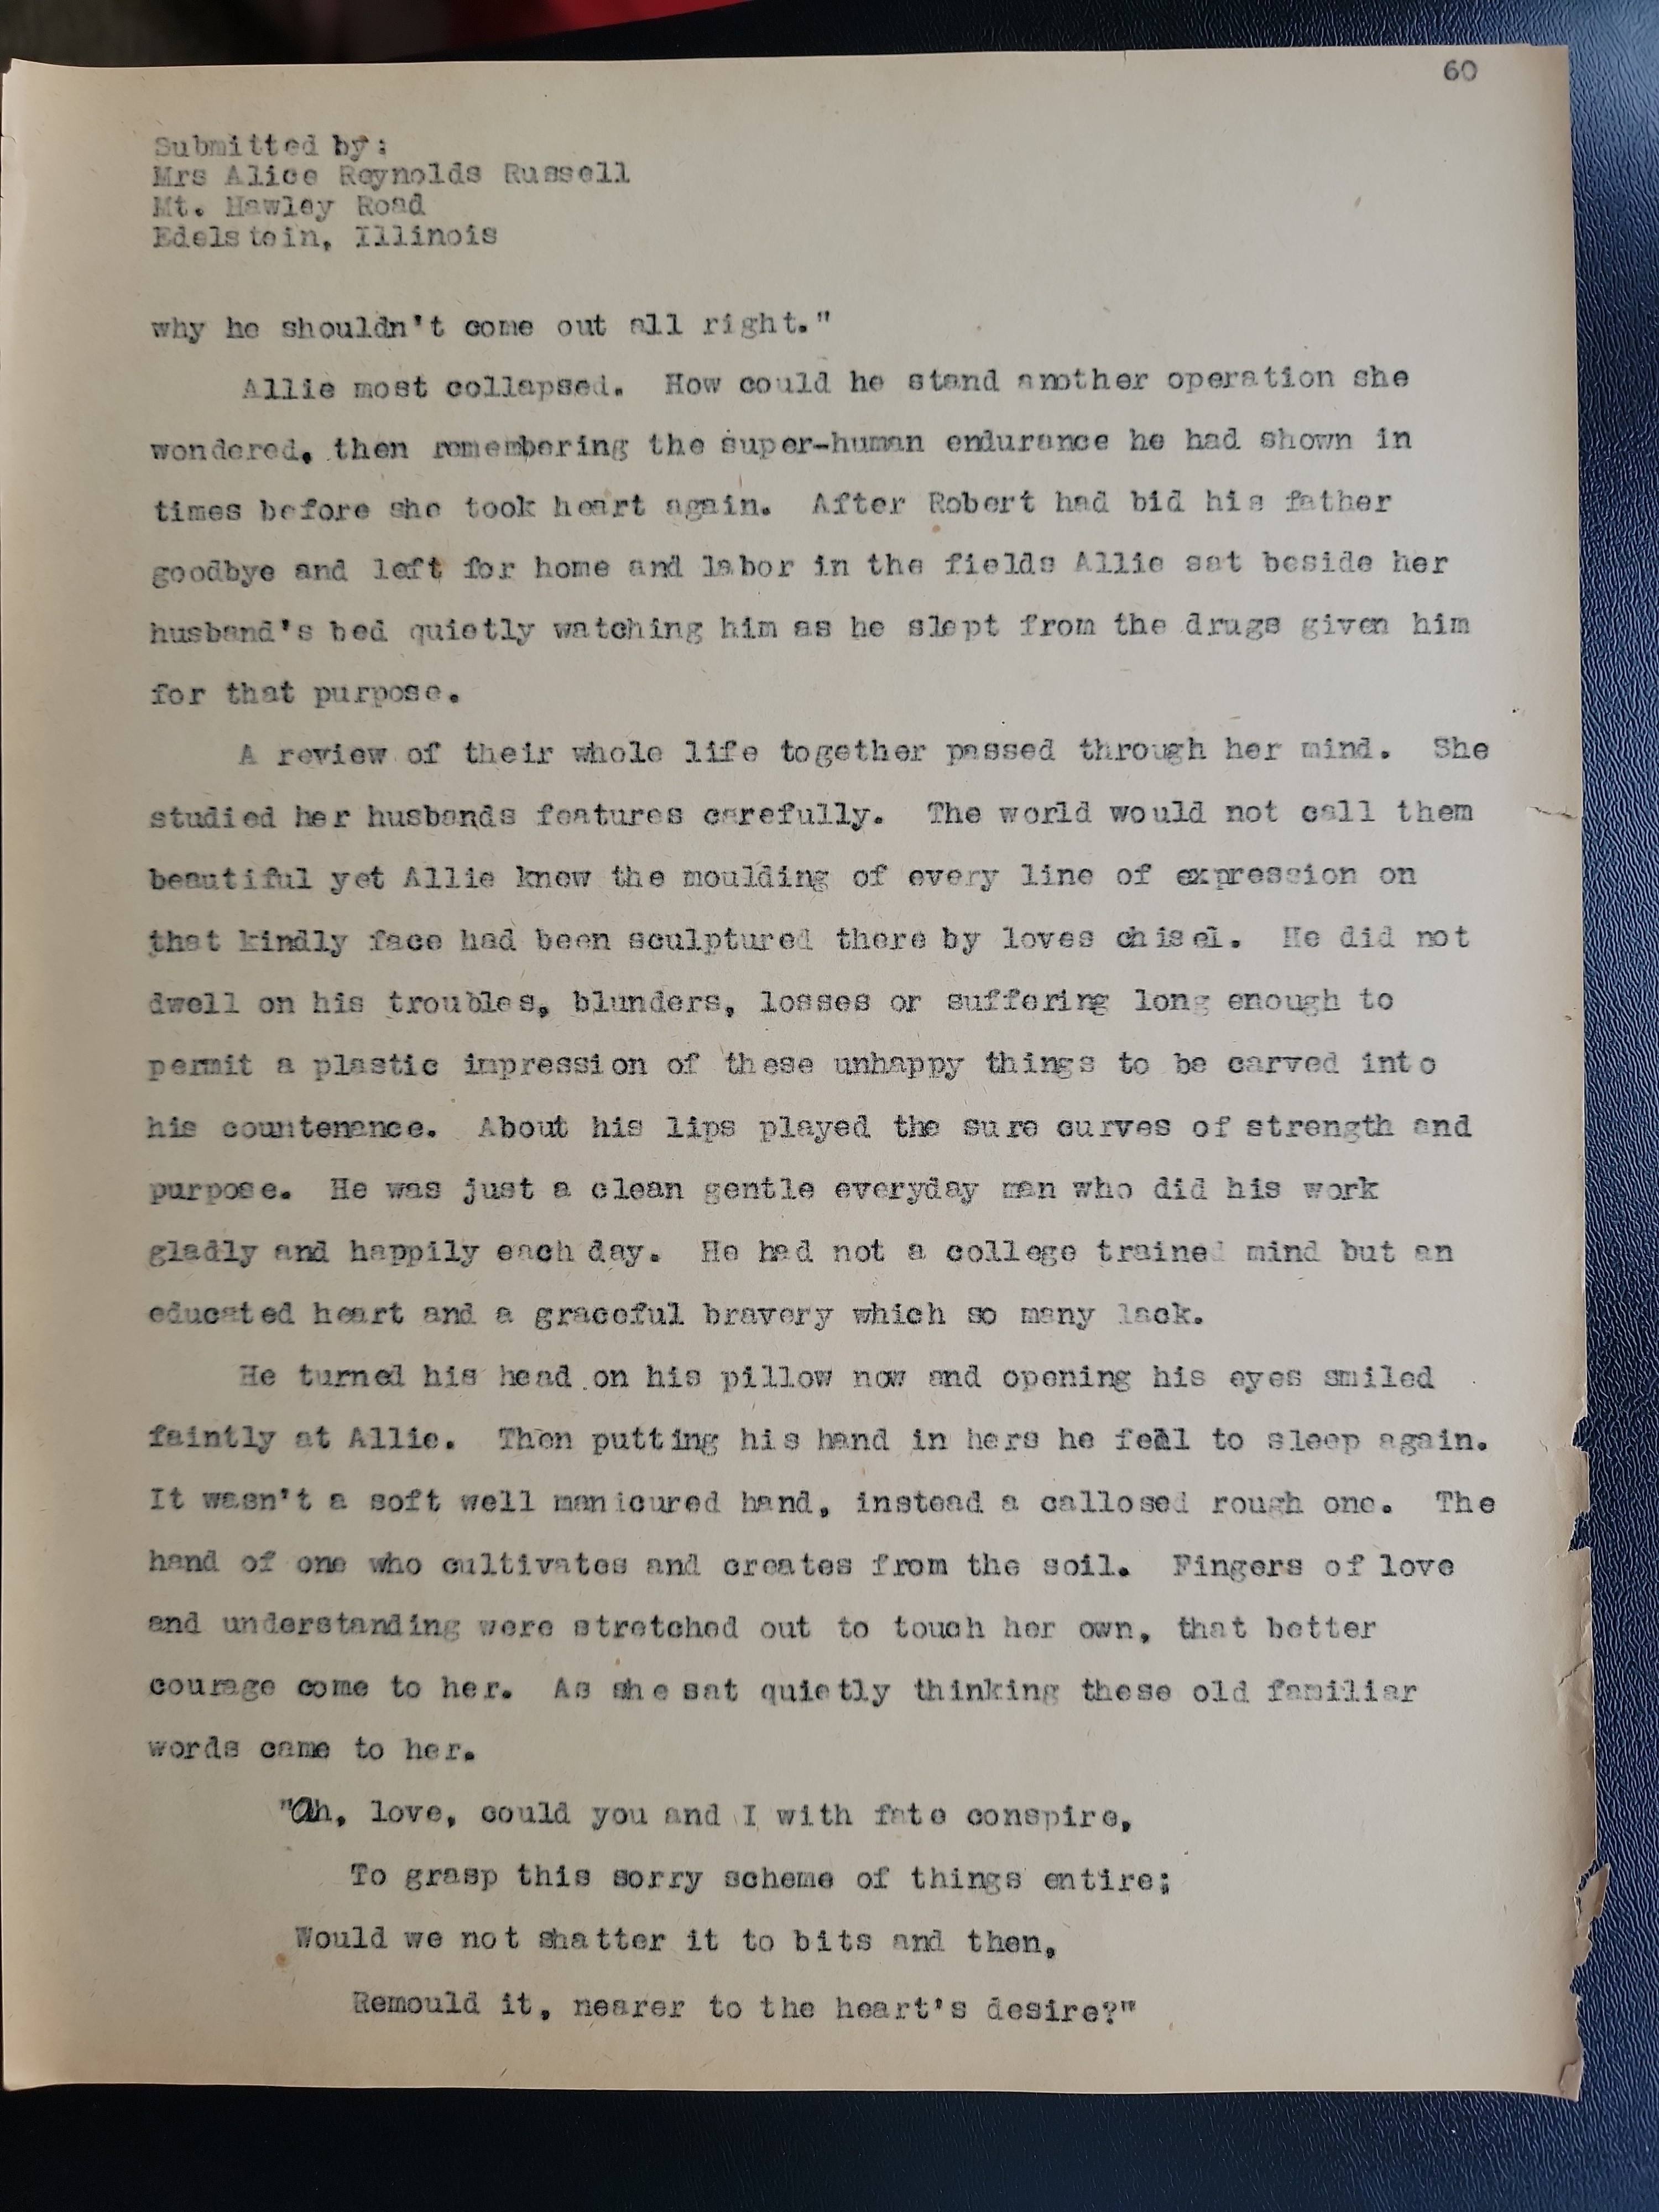 60
Submitted by:
Mrs Alice Reynolds Russell
Mt. Hawley Road
Edelstein, Illinois
why he shouldn't come out all right."
Allie most collapsed. How could he stand another operation she
wondered, then remembering the super-human endurance he had shown in
times before she took heart again. After Robert had bid his father
goodbye and left for home and labor in the fields Allie sat beside her
husband's bed quietly watching him as he slept from the drugs given him
for that purpose.
A review of their whole life together passed through her mind. She
studied her husbands features carefully. The world would not call them
beautiful yet Allie knew the moulding of every line of expression on
that kindly face had been sculptured there by loves chisel. He did not
dwell on his troubles, blunders, losses or suffering long enough to
permit a plastic impression of these unhappy things to be carved into
his countenance. About his lips played the sure curves of strength and
purpose. He was just a clean gentle everyday man who did his work
gladly and happily each day. He had not a college trained mind but an
educated heart and a graceful bravery which so many lack.
He turned his head on his pillow now and opening his eyes smiled
faintly at Allie. Then putting his hand in hers he fell to sleep again.
It wasn't a soft well manicured hand, instead a callosed rough one. The
hand of one who cultivates and creates from the soil. Fingers of love
and understanding were stretched out to touch her own, that better
courage come to her. As she sat quietly thinking these old familiar
words came to her.
"Oh, love, could you and I with fate conspire,
To grasp this sorry scheme of things entire;
Would we not shatter it to bits and then,
Remould it, nearer to the heart's desire?"